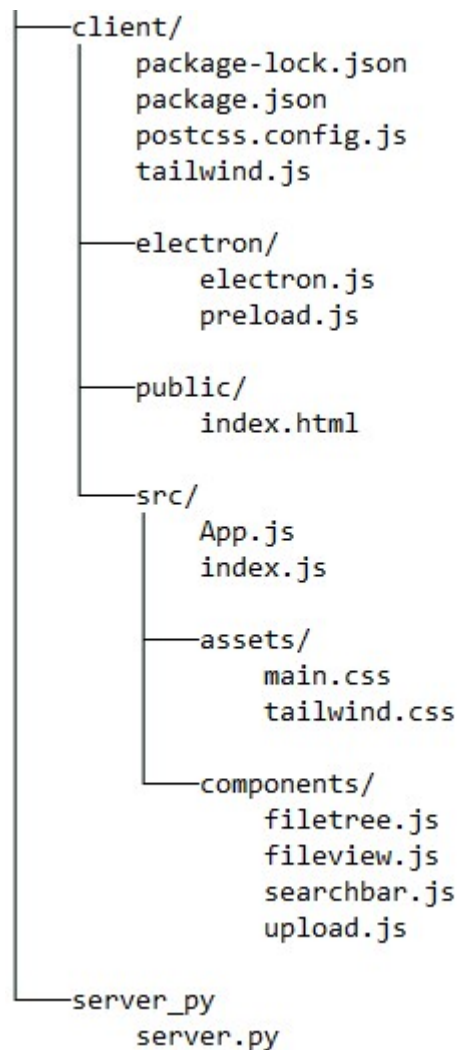 client/
package-lock.json
package.json
postcss.config.js
tailwind.js
electron/
electron.js
preload.js
public/
index.html
src/
App.js
index.js
assets/
main.css
tailwind.css
components/
filetree.js
fileview.js
searchbar.js
upload.js
server_py
server.py